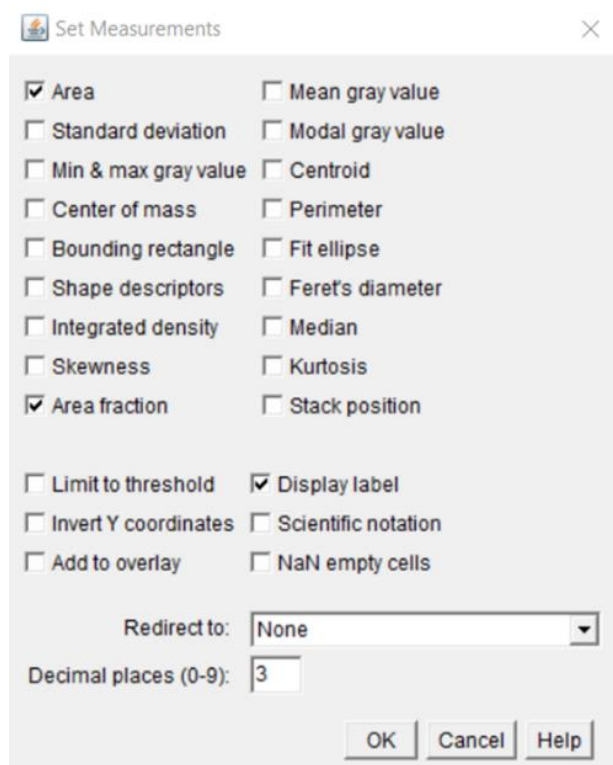 Set Measurements
Area Mean gray value
Standard deviation Modal gray value
Min & max gray value Centroid
Center of mass Perimeter
Bounding rectangle Fit ellipse
Shape descriptors Feret's diameter
Integrated density Median
Skewness Kurtosis
Area fraction Stack position
Limit to threshold Display label
Invert Y coordinates Scientific notation
Add to overlay NaN empty cells
Redirect to: None
Decimal places (0-9): 3
OK Cancel Help